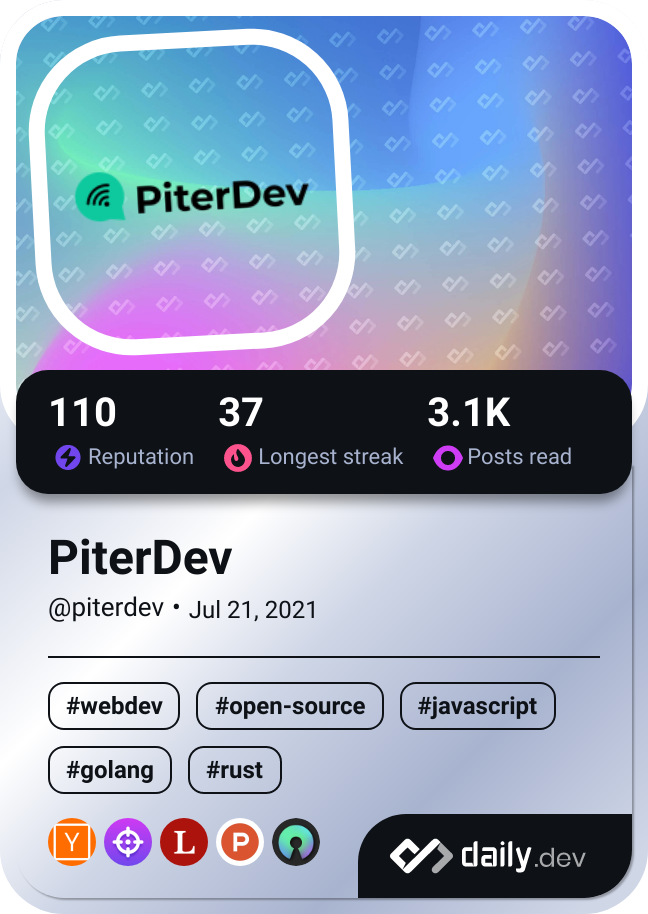 PiterDev
110 37 3.1K
Reputation Longest streak Posts read
PiterDev
@piterdev • Jul 21, 2021
#webdev #open-source #javascript
#golang #rust
Y L P
daily.dev